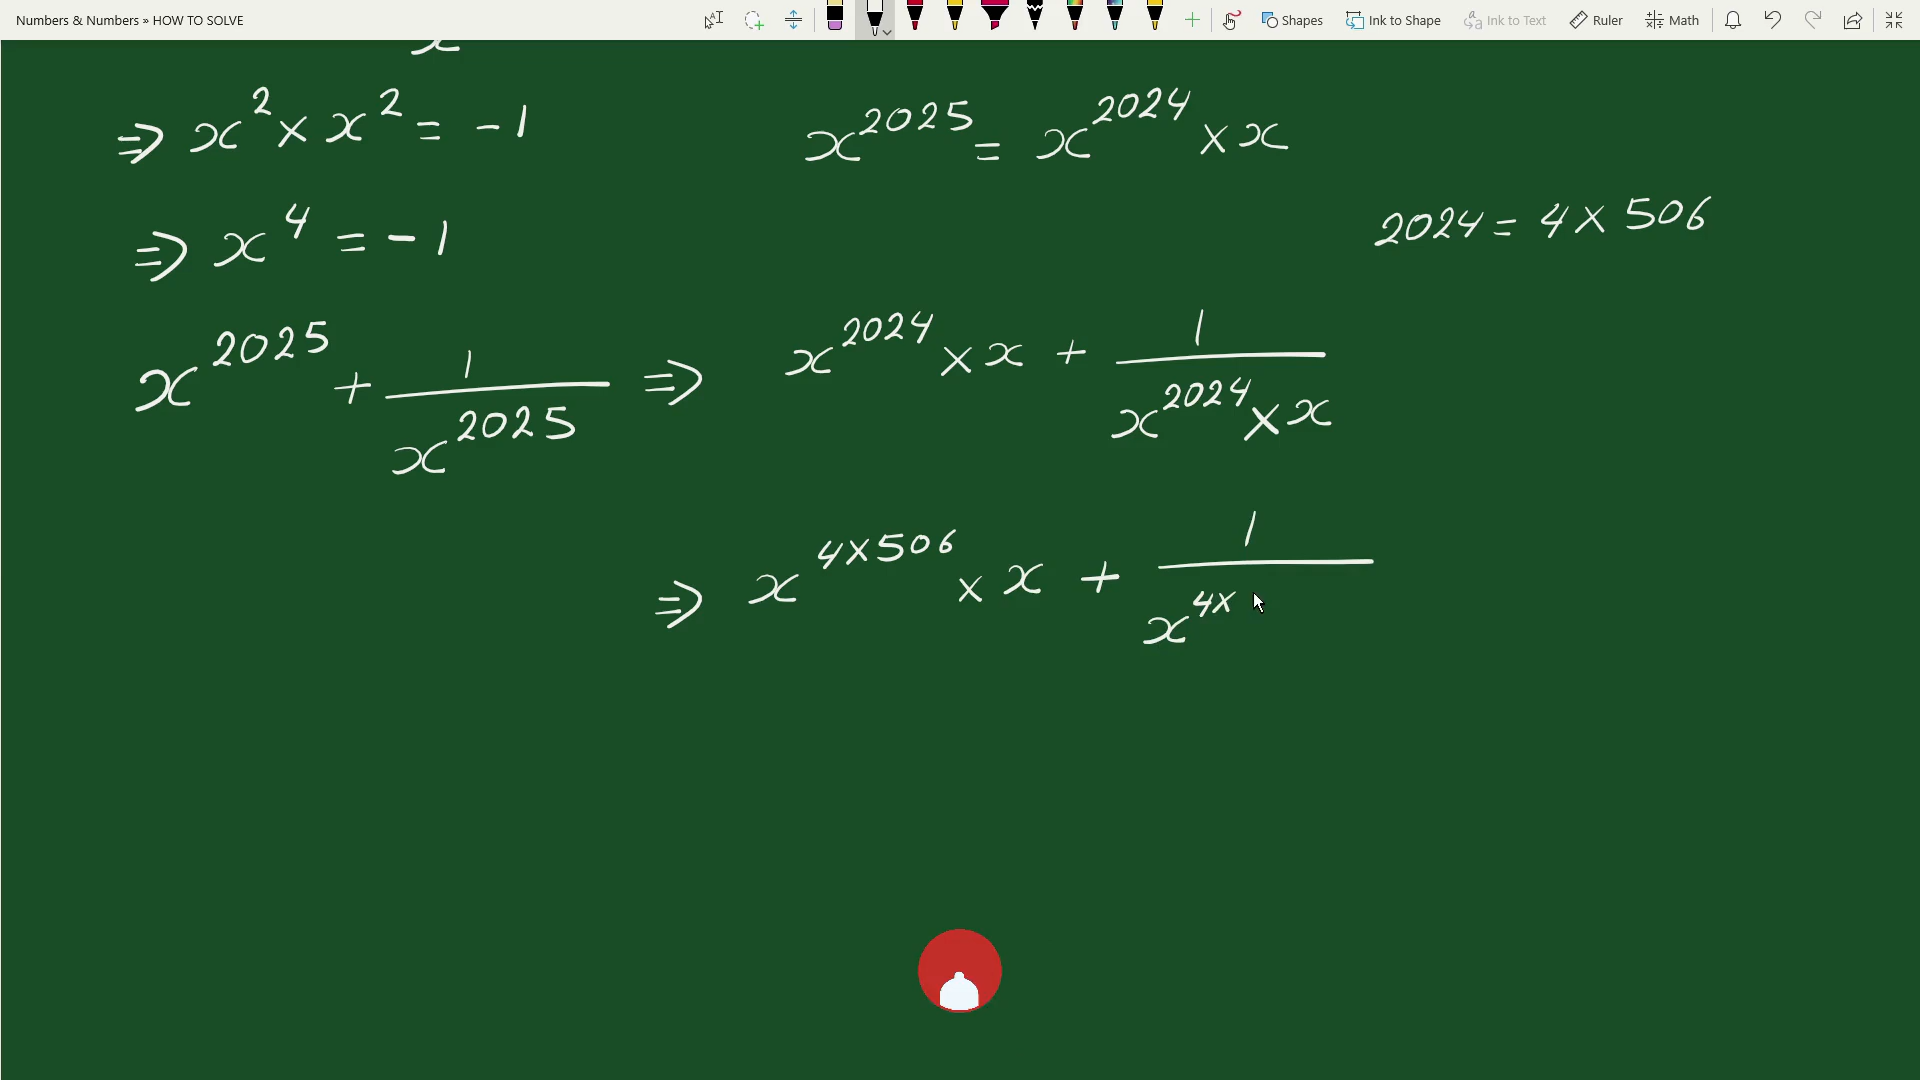 Numbers & Numbers » HOW TO SOLVE
Shapes
Ink to Shape
Ink to Text
Ruler
Math
⇒ x² × x² = -1
x²⁰²⁵ = x²⁰²⁴ × x
2024 = 4 × 506
⇒ x⁴ = -1
x²⁰²⁵ + 1/x²⁰²⁵ ⇒ x²⁰²⁴ × x + 1/(x²⁰²⁴ × x)
⇒ x^(4×506) × x + 1/x^(4×